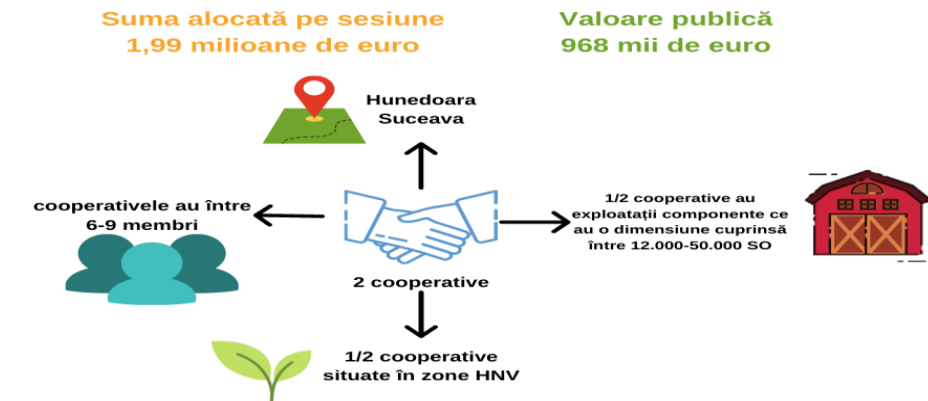 Suma alocată pe sesiune
1,99 milioane de euro
Valoare publică
968 mii de euro
Hunedoara
Suceava
cooperativele au între
6-9 membri
1/2 cooperative au
exploatații componente ce
au o dimensiune cuprinsă
între 12.000-50.000 SO
2 cooperative
1/2 cooperative
situate în zone HNV